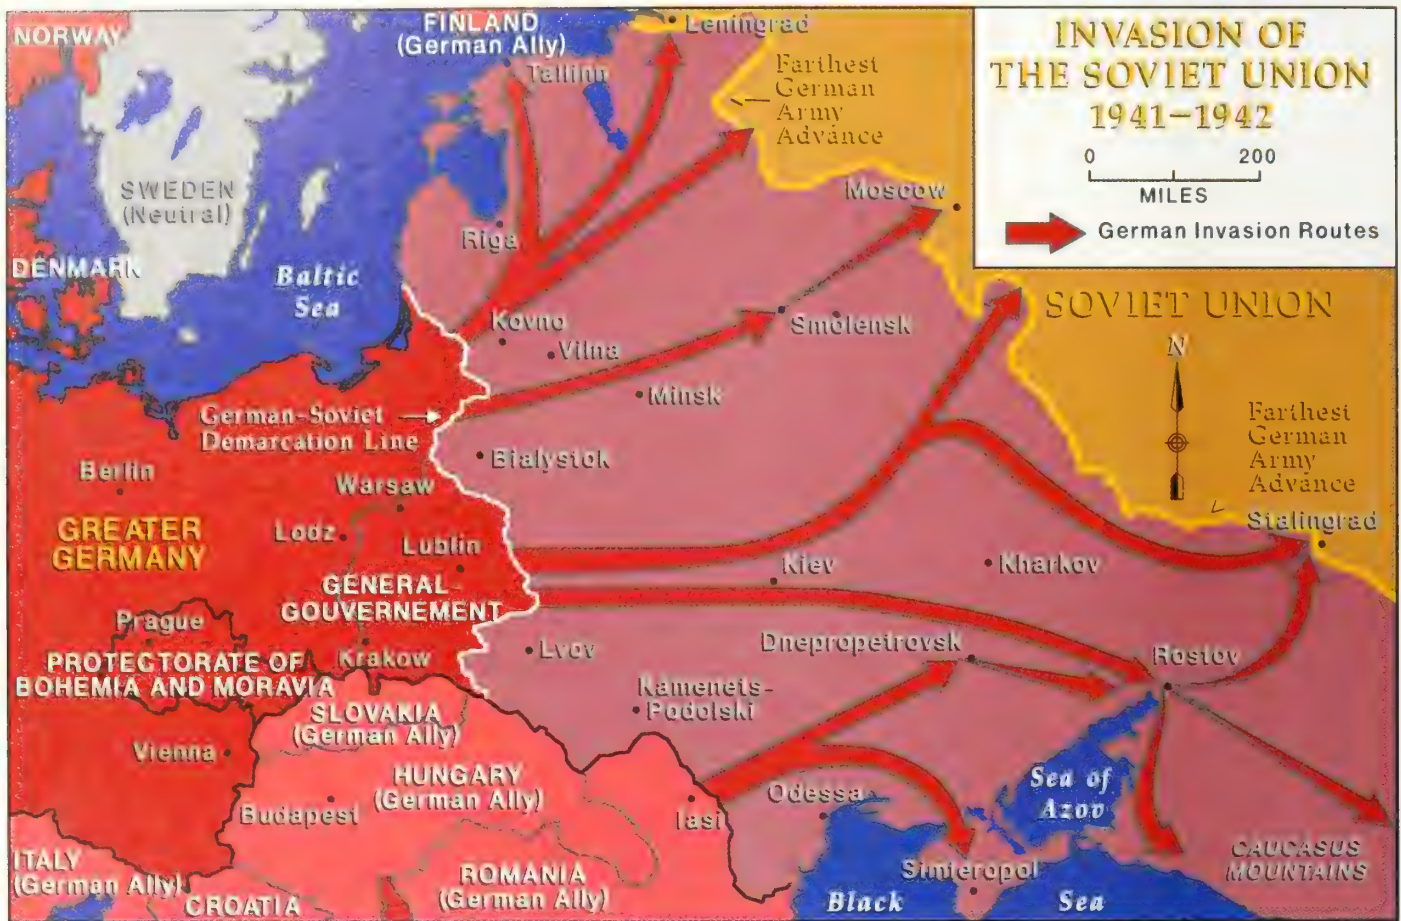 INVASION OF
THE SOVIET UNION
1941–1942
0 200
MILES
German Invasion Routes
NORWAY
FINLAND
(German Ally)
Leningrad
Tallinn
Farthest
German
Army
Advance
SWEDEN
(Neutral)
Moscow
Riga
DENMARK
Baltic
Sea
Kovno
Smolensk
SOVIET UNION
Vilna
N
Minsk
German-Soviet
Demarcation Line
Farthest
German
Army
Advance
Bialystok
Berlin
Warsaw
Stalingrad
GREATER
GERMANY
Lodz
Lublin
Kiev
Kharkov
GENERAL
GOUVERNEMENT
Prague
Lvov
Dnepropetrovsk
Rostov
Krakow
PROTECTORATE OF
BOHEMIA AND MORAVIA
Kamenets-
Podolski
SLOVAKIA
(German Ally)
Vienna
HUNGARY
(German Ally)
Sea of
Azov
Budapest
Iasi
Odessa
ITALY
(German Ally)
CROATIA
ROMANIA
(German Ally)
Simferopol
CAUCASUS
MOUNTAINS
Black
Sea